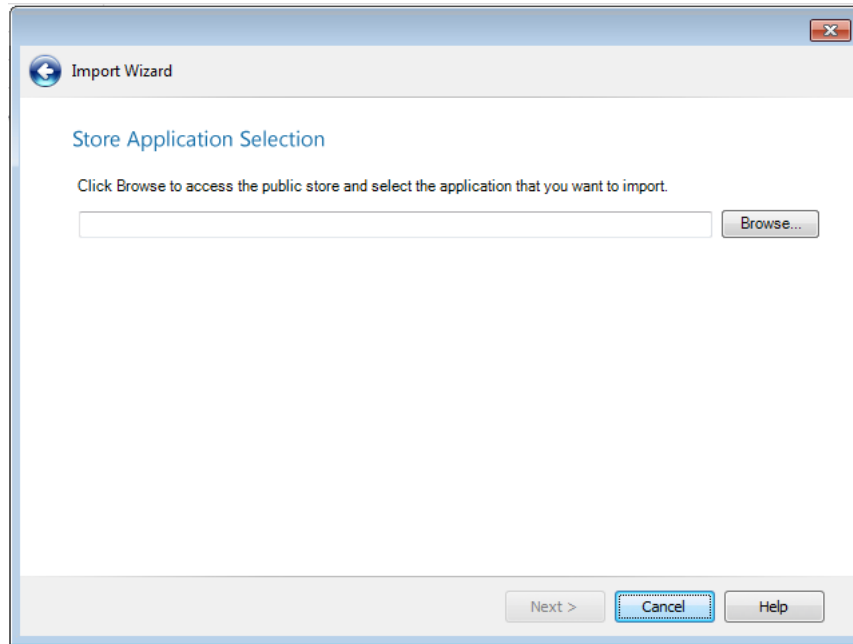 Import Wizard
Store Application Selection
Click Browse to access the public store and select the application that you want to import.
Browse...
Next >
Cancel
Help